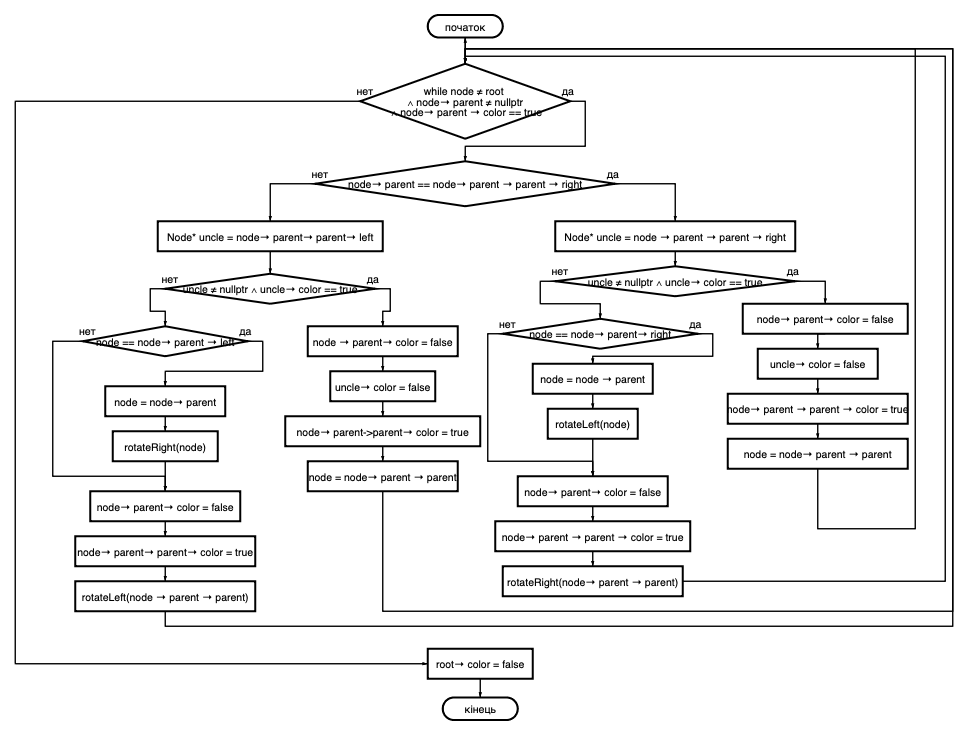 початок
нет
да
while node ≠ root
∧ node→ parent ≠ nullptr
∧ node→ parent → color == true
нет
да
node→ parent == node→ parent → parent → right
Node* uncle = node→ parent→ parent→ left
Node* uncle = node → parent → parent → right
нет
да
uncle ≠ nullptr ∧ uncle→ color == true
нет
да
uncle ≠ nullptr ∧ uncle→ color == true
нет
да
node == node→ parent → left
node → parent→ color = false
нет
да
node == node→ parent→ right
node→ parent→ color = false
uncle→ color = false
uncle→ color = false
node = node → parent
node = node→ parent
node→ parent->parent→ color = true
rotateLeft(node)
node→ parent → parent → color = true
rotateRight(node)
node = node→ parent → parent
node = node→ parent → parent
node→ parent→ color = false
node→ parent→ color = false
node→ parent→ parent→ color = true
node→ parent → parent → color = true
rotateLeft(node → parent → parent)
rotateRight(node→ parent → parent)
root→ color = false
кінець